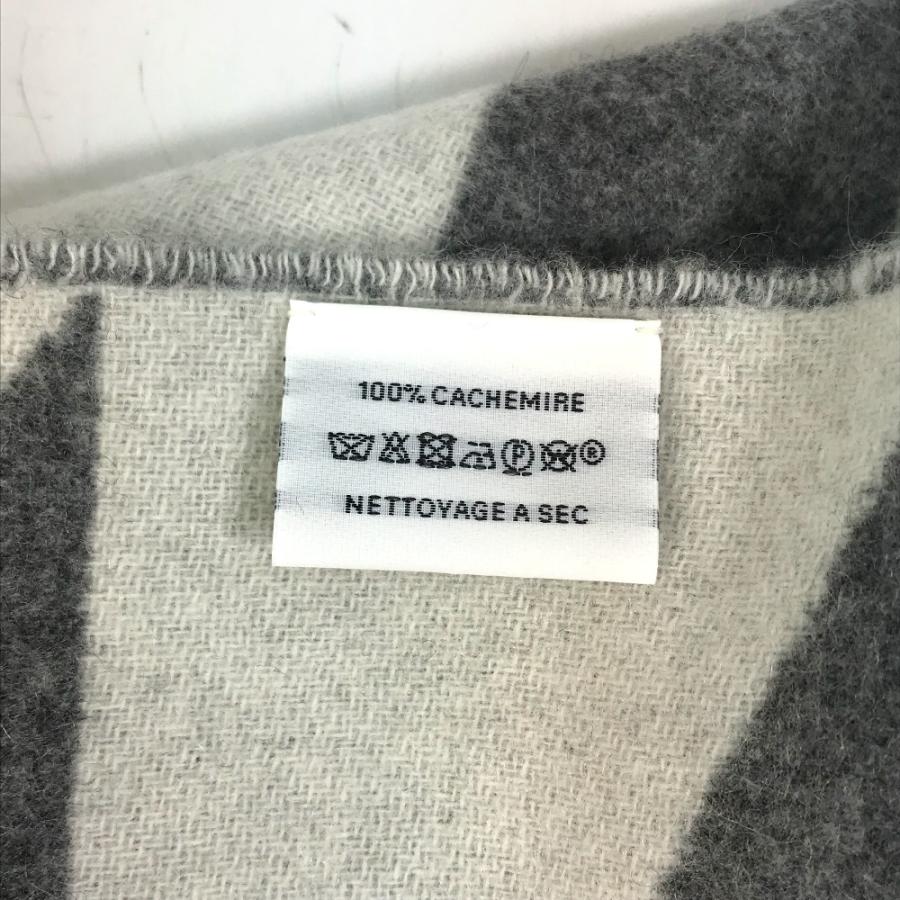 100% CACHEMIRE
P W ®
NETTOYAGE A SEC